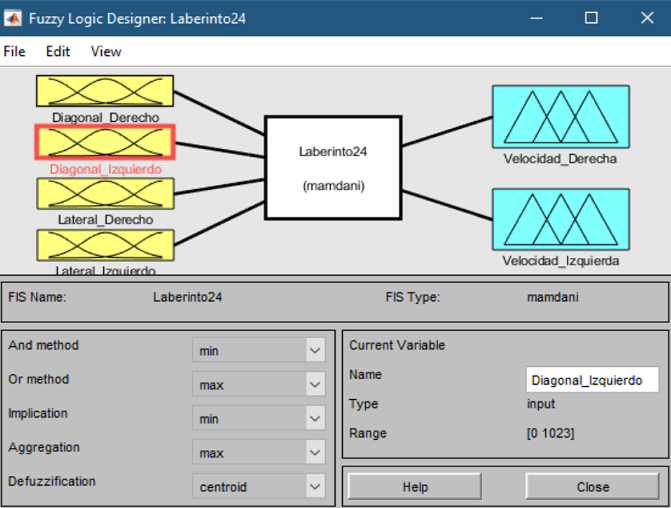 Fuzzy Logic Designer: Laberinto24
File Edit View
Diagonal_Derecho
Diagonal_Izquierdo
Lateral_Derecho
Lateral_Izquierdo
Laberinto24
(mamdani)
Velocidad_Derecha
Velocidad_Izquierda
FIS Name: Laberinto24 FIS Type: mamdani
And method min
Or method max
Implication min
Aggregation max
Defuzzification centroid
Current Variable
Name Diagonal_Izquierdo
Type input
Range [0 1023]
Help Close